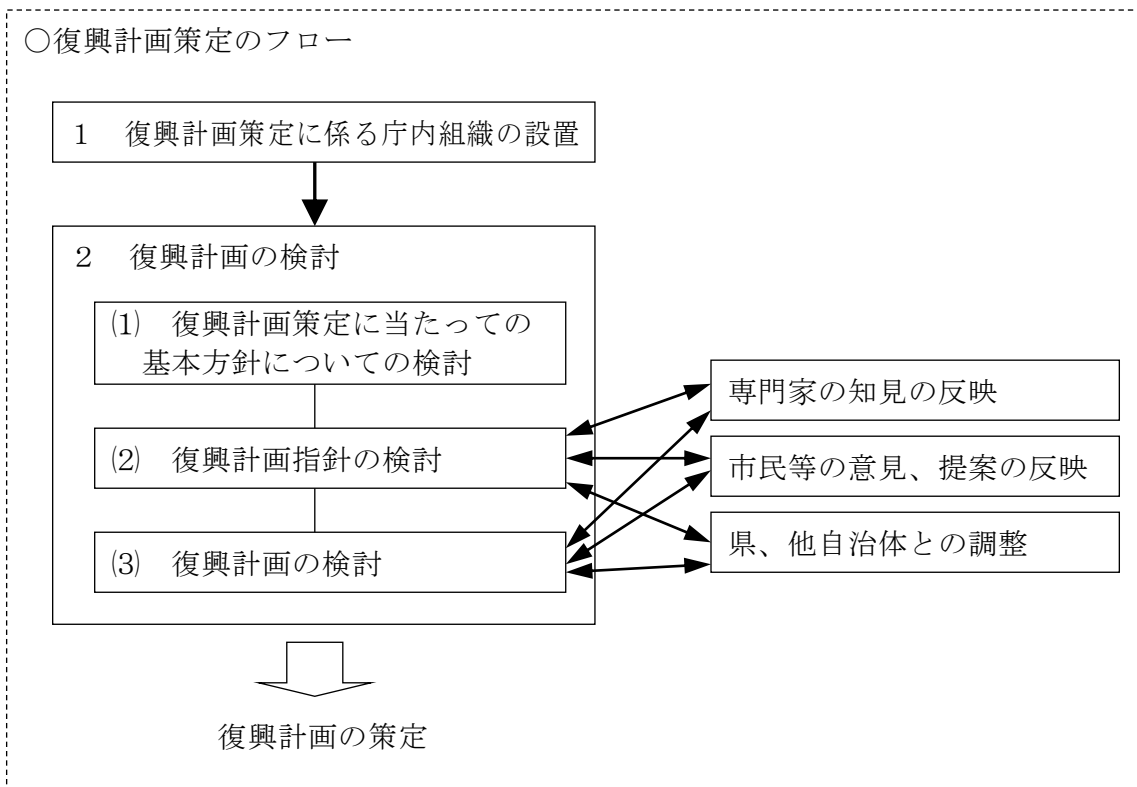 ○復興計画策定のフロー
１　復興計画策定に係る庁内組織の設置
２　復興計画の検討
⑴　復興計画策定に当たっての
基本方針についての検討
⑵　復興計画指針の検討
⑶　復興計画の検討
専門家の知見の反映
市民等の意見、提案の反映
県、他自治体との調整
復興計画の策定